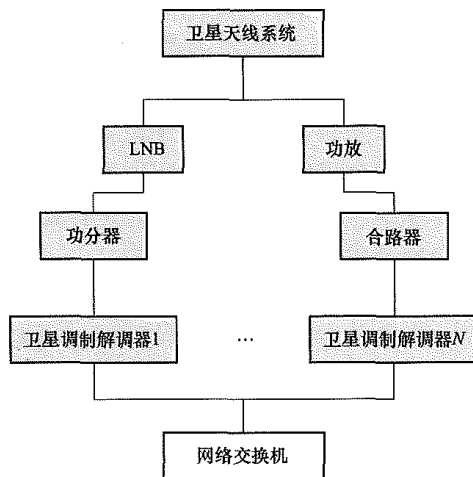 卫星天线系统
LNB
功放
功分器
合路器
卫星调制解调器1
...
卫星调制解调器N
网络交换机